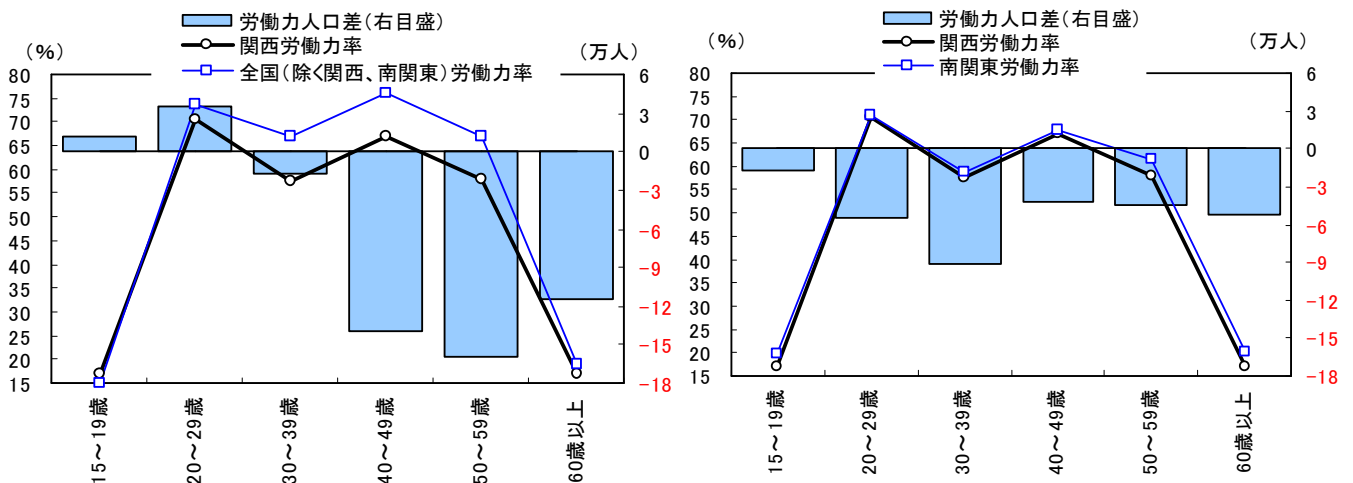 労働力人口差(右目盛)
関西労働力率
全国(除く関西、南関東)労働力率
(%)
(万人)
80
75
70
65
60
55
50
45
40
35
30
25
20
15
6
3
0
-3
-6
-9
-12
-15
-18
15~19歳
20~29歳
30~39歳
40~49歳
50~59歳
60歳以上
労働力人口差(右目盛)
関西労働力率
南関東労働力率
(%)
(万人)
80
75
70
65
60
55
50
45
40
35
30
25
20
15
6
3
0
-3
-6
-9
-12
-15
-18
15~19歳
20~29歳
30~39歳
40~49歳
50~59歳
60歳以上